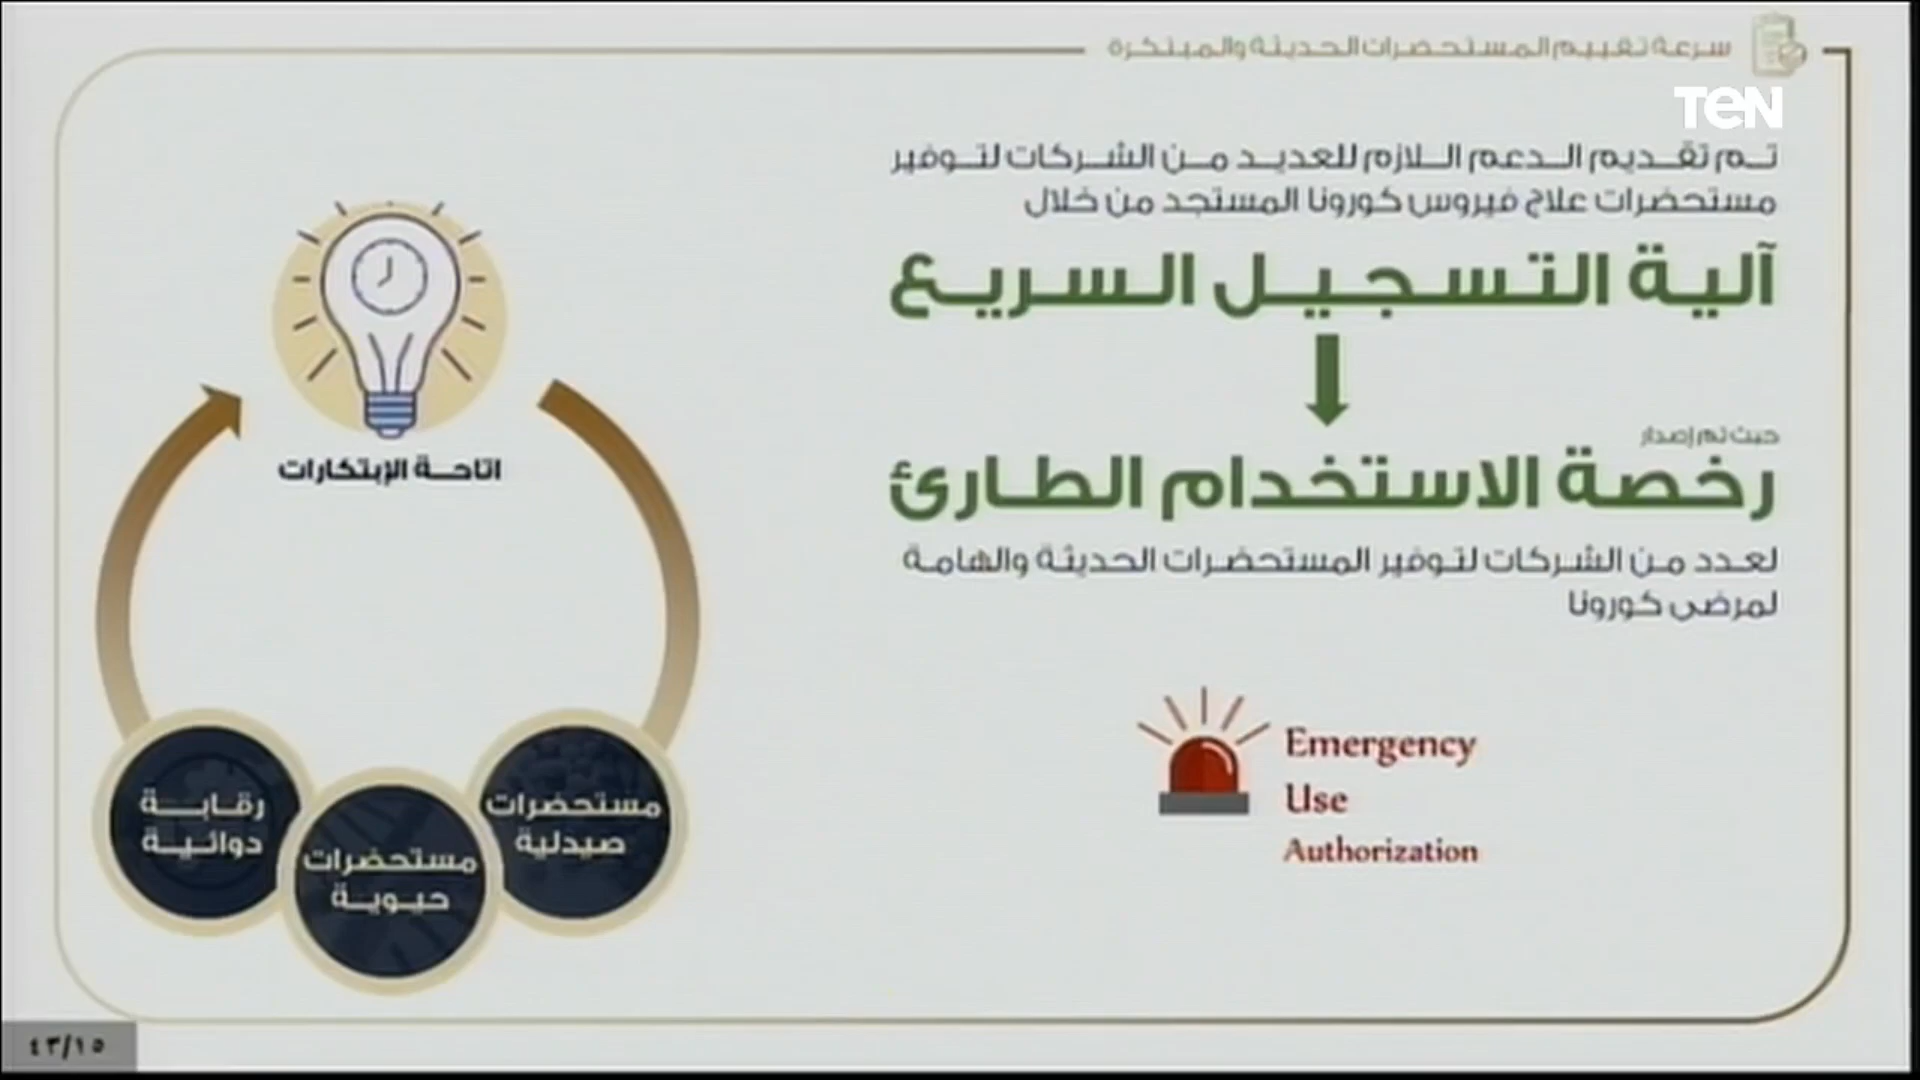 سرعة تقييم المستحضرات الحديثة والمبتكرة
TEN
تم تقديم الدعم اللازم للعديد من الشركات لتوفير
مستحضرات علاج فيروس كورونا المستجد من خلال
آلية التسجيل السريع
حيث تم إصدار
رخصة الاستخدام الطارئ
لعدد من الشركات لتوفير المستحضرات الحديثة والهامة
لمرضى كورونا
Emergency
Use
Authorization
اتاحة الإبتكارات
مستحضرات
صيدلية
مستحضرات
حيوية
رقابة
دوائية
٤٣/١٥